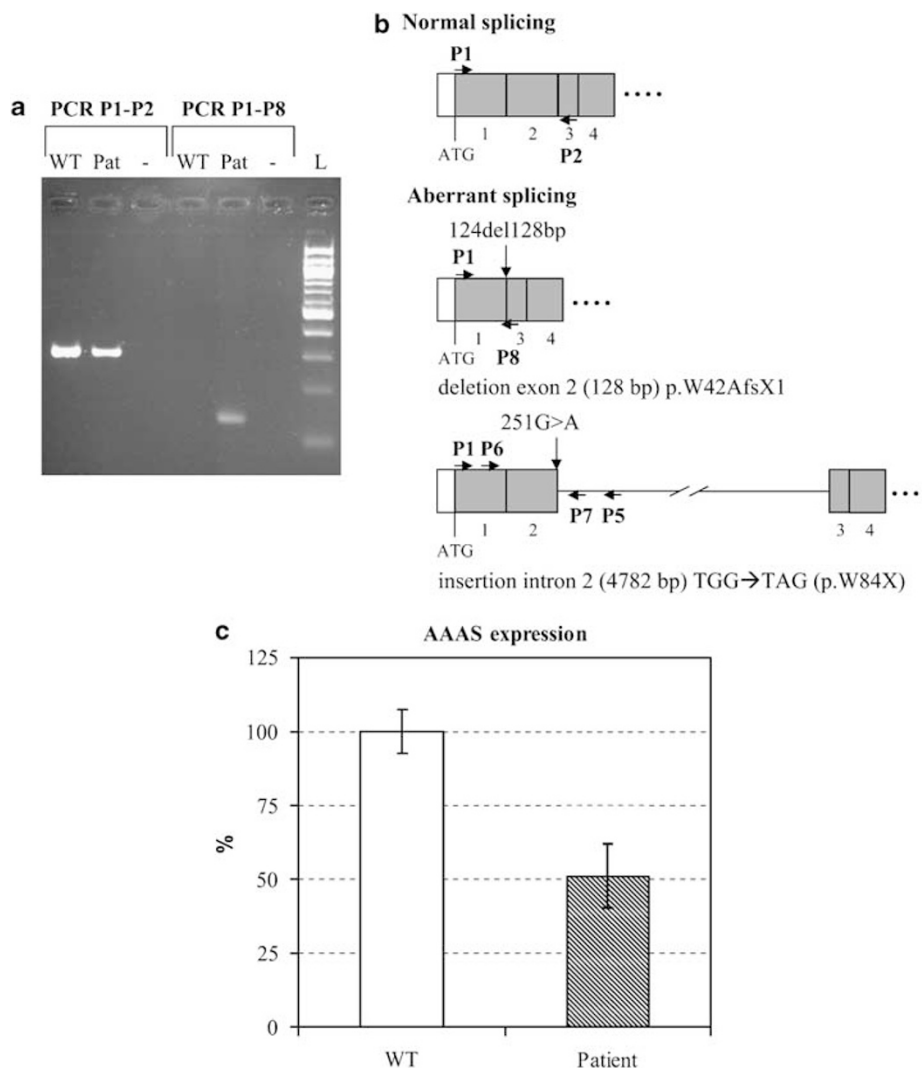 a
PCR P1-P2 PCR P1-P8
WT Pat - WT Pat - L
b Normal splicing
P1
1 2 3 4
ATG P2
Aberrant splicing
124del128bp
P1
1 3 4
ATG P8
deletion exon 2 (128 bp) p.W42AfsX1
251G>A
P1 P6
P7 P5
1 2 3 4
ATG
insertion intron 2 (4782 bp) TGG→TAG (p.W84X)
c AAAS expression
125
100
75
50
25
0
%
WT Patient